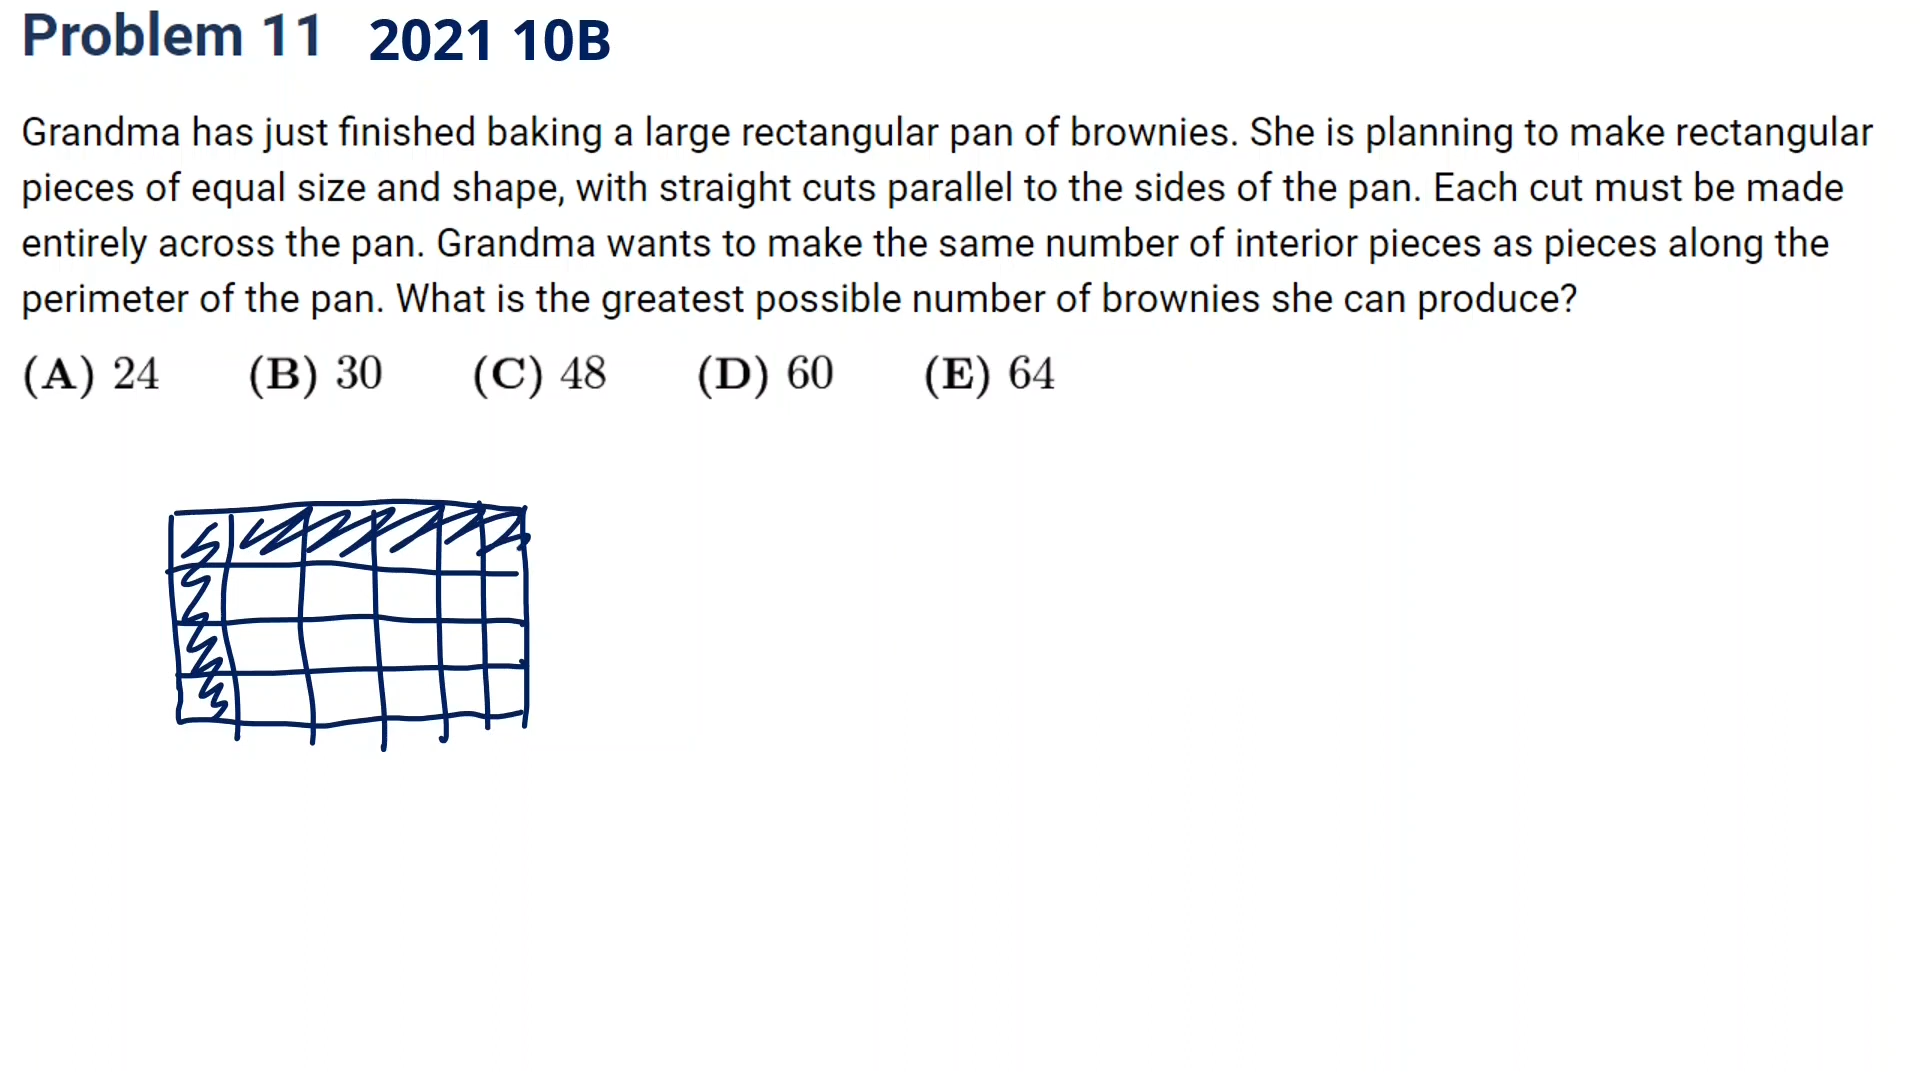 Problem 11 2021 10B
Grandma has just finished baking a large rectangular pan of brownies. She is planning to make rectangular
pieces of equal size and shape, with straight cuts parallel to the sides of the pan. Each cut must be made
entirely across the pan. Grandma wants to make the same number of interior pieces as pieces along the
perimeter of the pan. What is the greatest possible number of brownies she can produce?
(A) 24 (B) 30 (C) 48 (D) 60 (E) 64